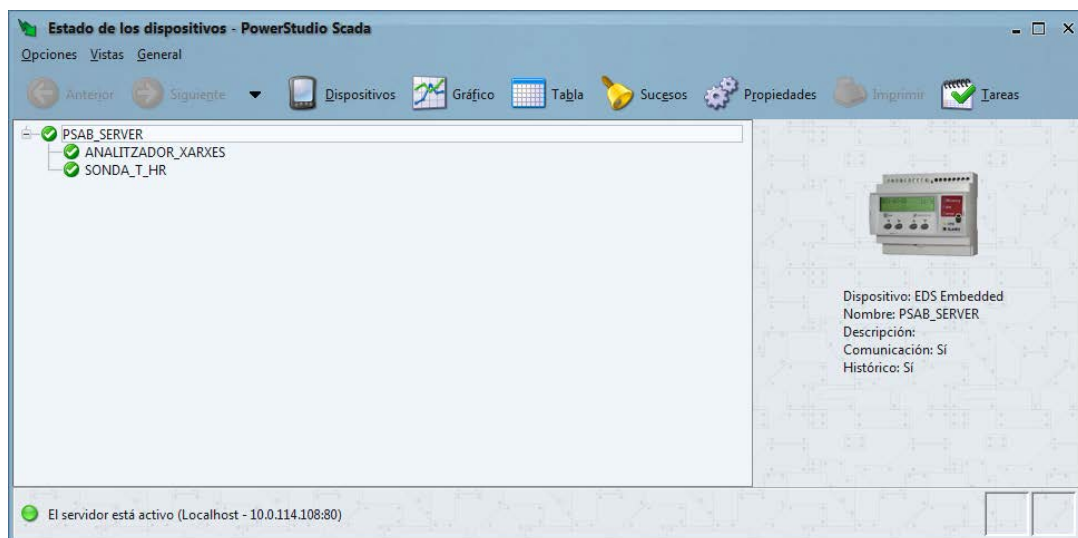 Estado de los dispositivos - PowerStudio Scada
Opciones Vistas General
Anterior Siguiente Dispositivos Gráfico Tabla Sucesos Propiedades Imprimir Tareas
PSAB_SERVER
ANALITZADOR_XARXES
SONDA_T_HR
Dispositivo: EDS Embedded
Nombre: PSAB_SERVER
Descripción:
Comunicación: Sí
Histórico: Sí
El servidor está activo (Localhost - 10.0.114.108:80)